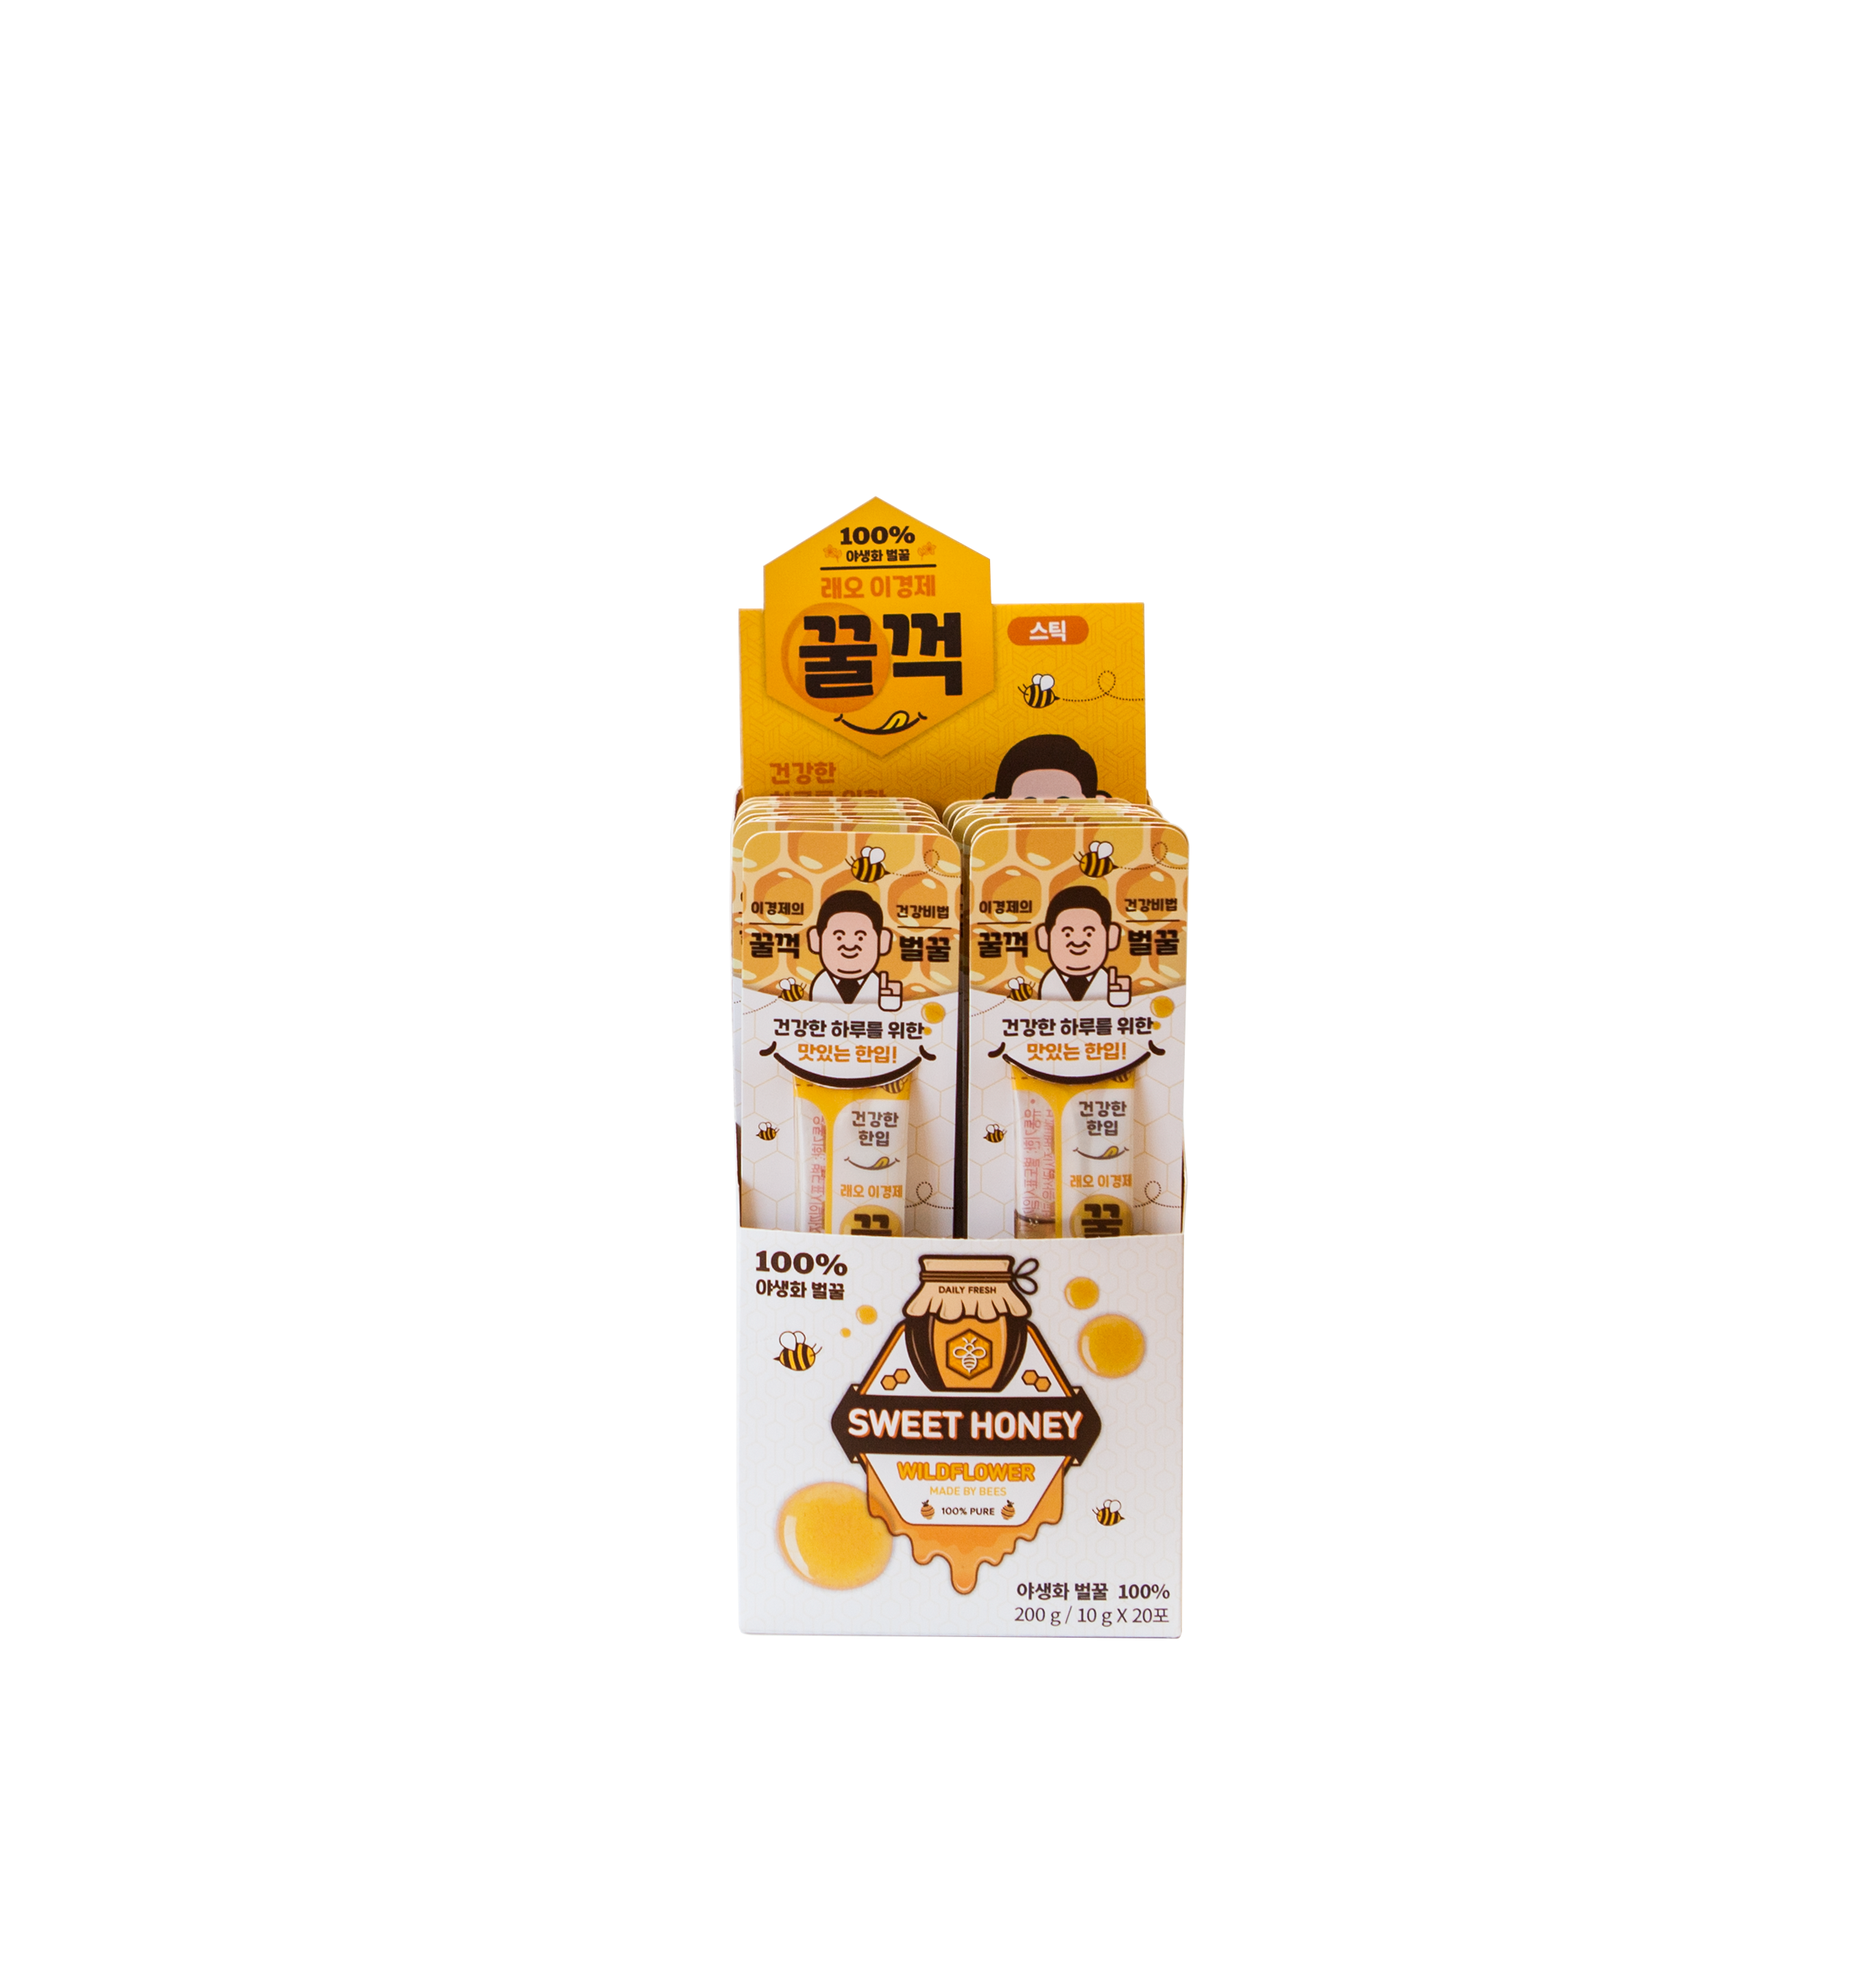 100%
야생화 벌꿀
래오 이경제
꿀꺽
스틱
건강한
이경제의
건강비법
꿀꺽
벌꿀
건강한 하루를 위한
맛있는 한입!
건강한
한입
래오 이경제
꿀
이경제의
건강비법
꿀꺽
벌꿀
건강한 하루를 위한
맛있는 한입!
건강한
한입
래오 이경제
꿀
100%
야생화 벌꿀
DAILY FRESH
SWEET HONEY
WILDFLOWER
MADE BY BEES
100% PURE
야생화 벌꿀 100%
200 g / 10 g X 20포